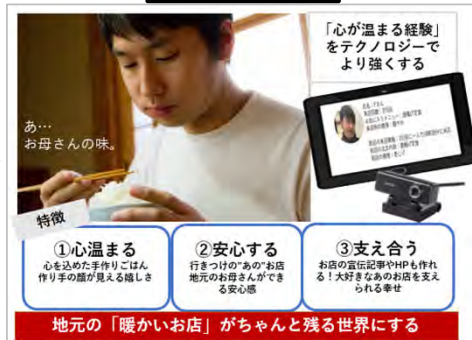 「心が温まる経験」
をテクノロジーで
より強くする
あ…
お母さんの味。
特徴
①心温まる
心を込めた手作りごはん
作り手の顔が見える嬉しさ
②安心する
行きつけの"あの"お店
地元のお母さんができ
る安心感
③支え合う
お店の宣伝記事やHPも作れ
る！大好きなあのお店を支え
られる幸せ
地元の「暖かいお店」がちゃんと残る世界にする